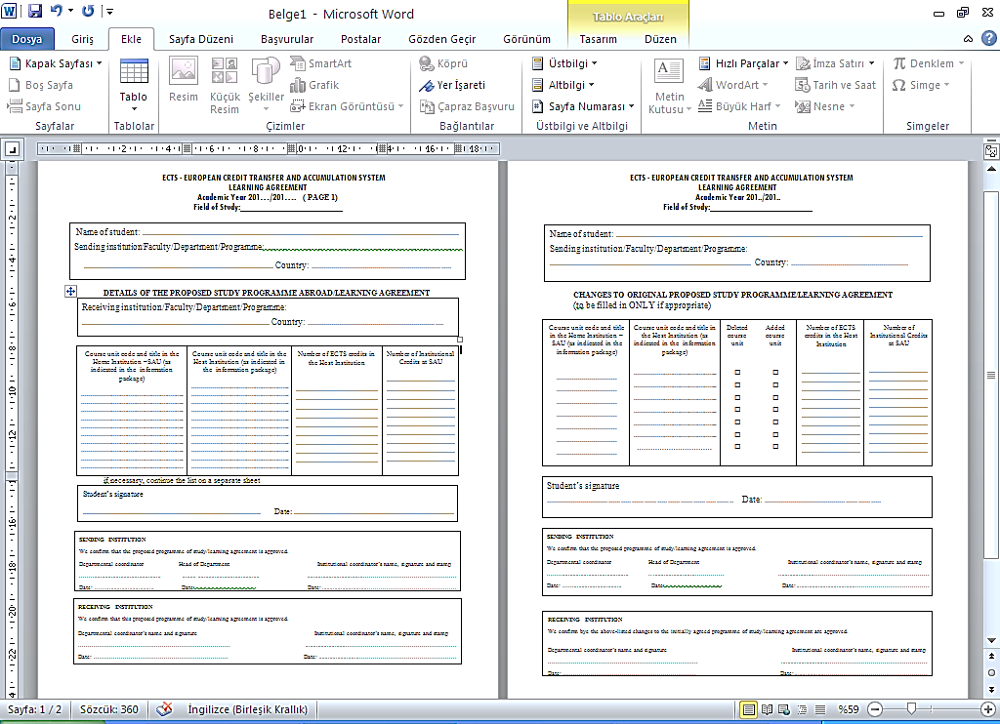 Belge1 - Microsoft Word
Tablo Araçları
Dosya Giriş Ekle Sayfa Düzeni Başvurular Postalar Gözden Geçir Görünüm Tasarım Düzen
Kapak Sayfası
Boş Sayfa
Sayfa Sonu
Sayfalar
Tablo
Tablolar
Resim
Küçük Resim
Şekiller
SmartArt
Grafik
Ekran Görüntüsü
Çizimler
Köprü
Yer İşareti
Çapraz Başvuru
Bağlantılar
Üstbilgi
Altbilgi
Sayfa Numarası
Üstbilgi ve Altbilgi
Metin Kutusu
Hızlı Parçalar
WordArt
Büyük Harf
İmza Satırı
Tarih ve Saat
Nesne
Metin
Denklem
Simge
Simgeler
ECTS - EUROPEAN CREDIT TRANSFER AND ACCUMULATION SYSTEM
LEARNING AGREEMENT
Academic Year 201…/201…. ( PAGE 1)
Field of Study:
Name of student:
Sending institution/Faculty/Department/Programme:
Country:
DETAILS OF THE PROPOSED STUDY PROGRAMME ABROAD/LEARNING AGREEMENT
Receiving institution/Faculty/Department/Programme:
Country:
Course unit code and title in the Home Institution –SAU (as indicated in the information package)
Course unit code and title in the Host Institution (as indicated in the information package)
Number of ECTS credits in the Host Institution
Number of Institutional Credits at SAU
if necessary, continue the list on a separate sheet
Student's signature
Date:
SENDING INSTITUTION
We confirm that the proposed programme of study/learning agreement is approved.
Departmental coordinator Head of Department Institutional coordinator's name, signature and stamp
Date: Date: Date:
RECEIVING INSTITUTION
We confirm that this proposed programme of study/learning agreement is approved.
Departmental coordinator's name and signature Institutional coordinator's name, signature and stamp
Date: Date:
ECTS - EUROPEAN CREDIT TRANSFER AND ACCUMULATION SYSTEM
LEARNING AGREEMENT
Academic Year 201../201..
Field of Study:
Name of student:
Sending institution/Faculty/Department/Programme:
Country:
CHANGES TO ORIGINAL PROPOSED STUDY PROGRAMME/LEARNING AGREEMENT
(to be filled in ONLY if appropriate)
Course unit code and title in the Home Institution – SAU (as indicated in the information package)
Course unit code and title in the Host Institution (as indicated in the information package)
Deleted course unit
Added course unit
Number of ECTS credits in the Host Institution
Number of Institutional Credits at SAU
Student's signature
Date:
SENDING INSTITUTION
We confirm that the proposed programme of study/learning agreement is approved.
Departmental coordinator Head of Department Institutional coordinator's name, signature and stamp
Date: Date: Date:
RECEIVING INSTITUTION
We confirm bye the above-listed changes to the initially agreed programme of study/learning agreement are approved.
Departmental coordinator's name and signature Institutional coordinator's name, signature and stamp
Date: Date:
Sayfa: 1 / 2 Sözcük: 360 İngilizce (Birleşik Krallık) %59